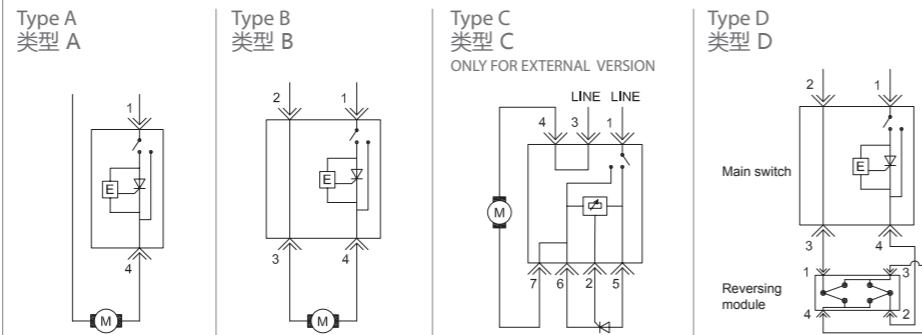 Type A
类型 A
1
E
4
M
Type B
类型 B
2 1
E
3 4
M
Type C
类型 C
ONLY FOR EXTERNAL VERSION
LINE LINE
4 3 1
M
7 6 2 5
Type D
类型 D
2 1
Main switch
E
3 4
1 3
Reversing
module
4 2